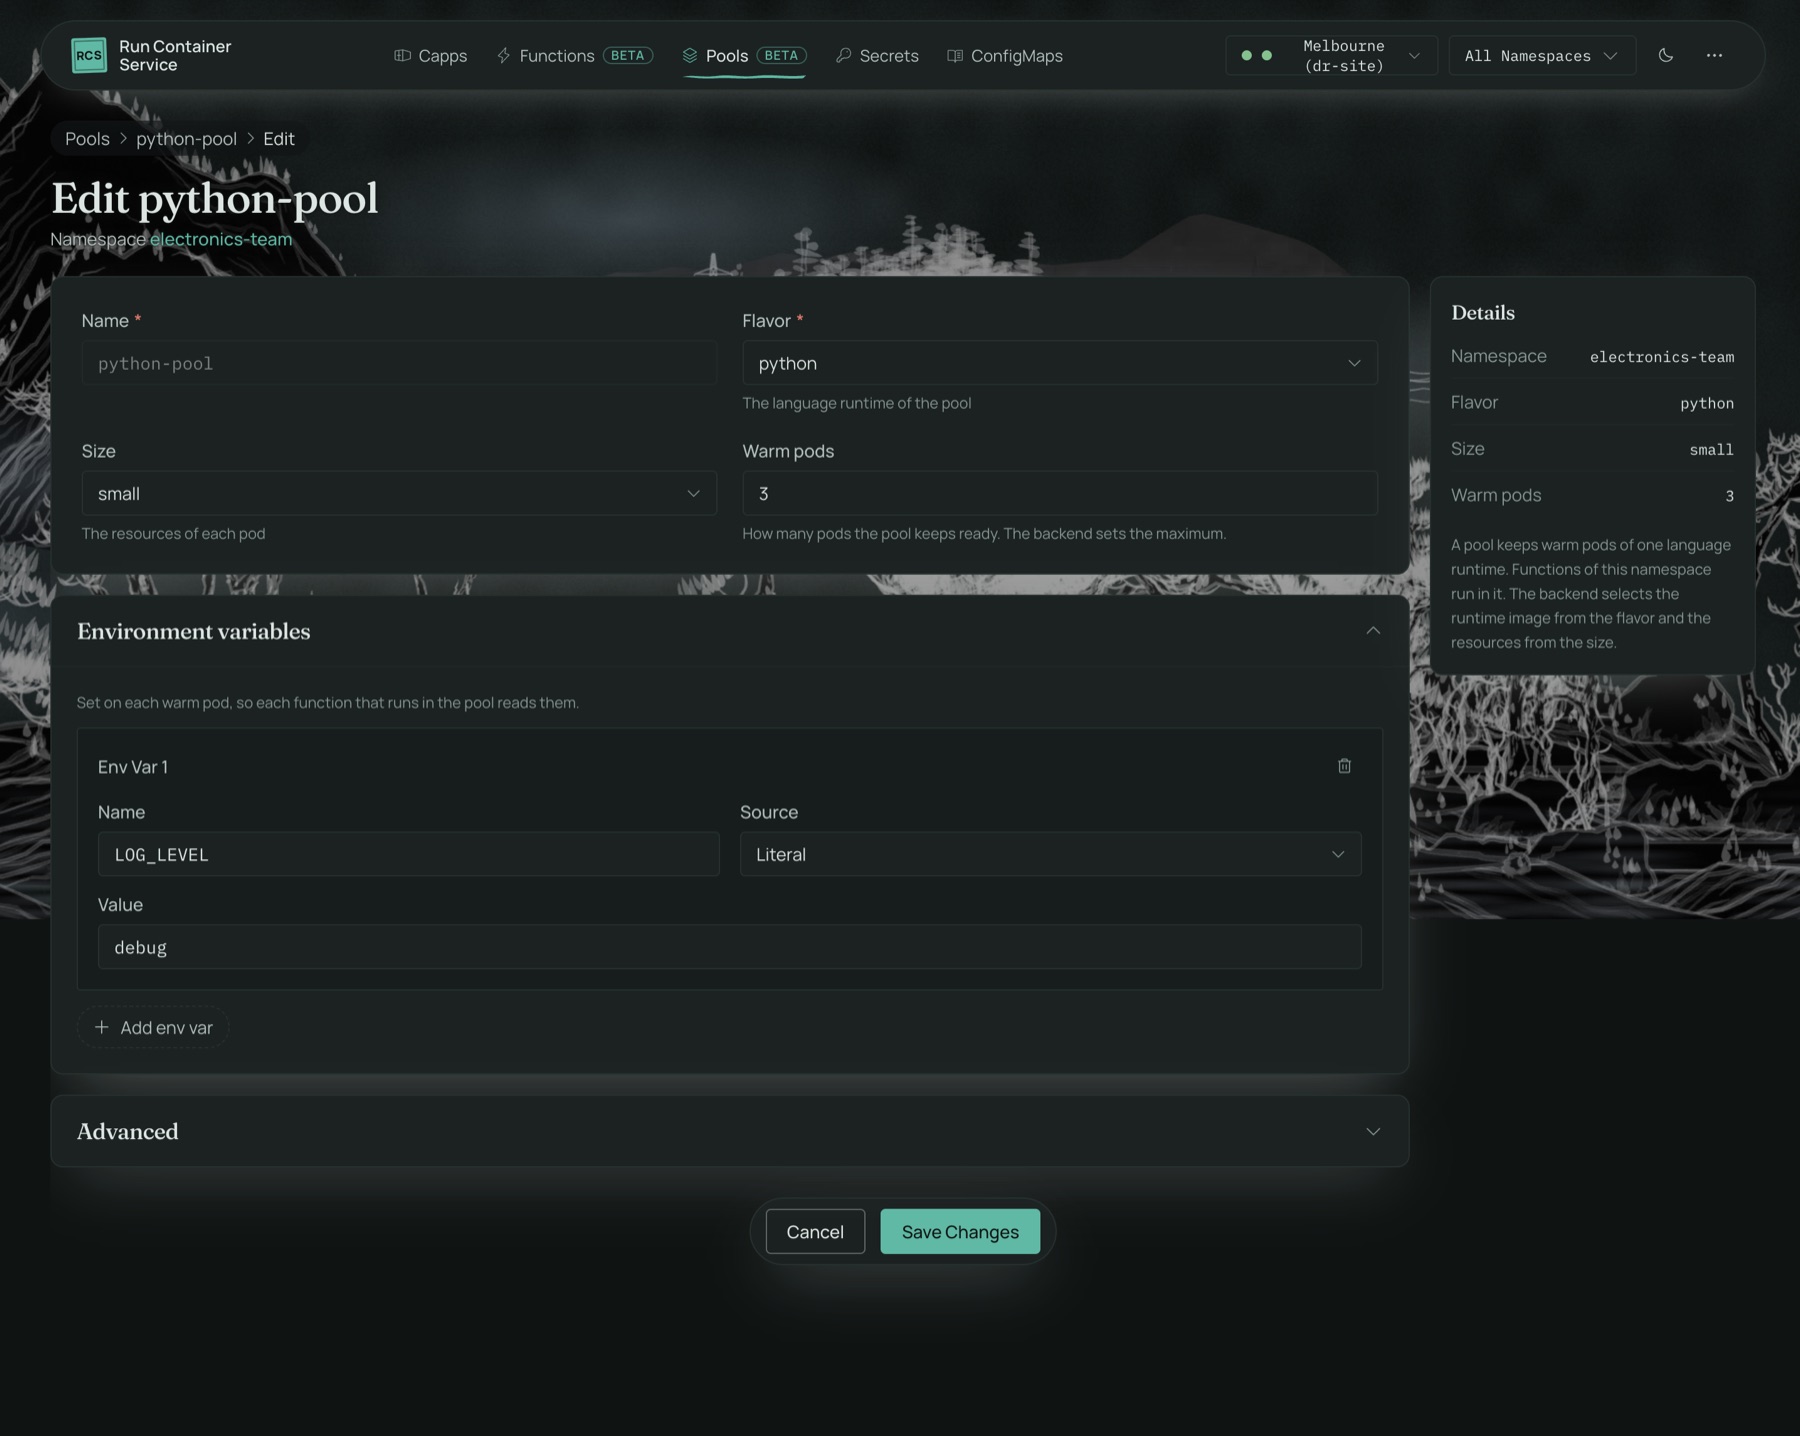 RCS
Run Container
Service
Capps
Functions BETA
Pools BETA
Secrets
ConfigMaps
Melbourne
(dr-site)
All Namespaces
Pools > python-pool > Edit
Edit python-pool
Namespace electronics-team
Name *
python-pool
Flavor *
python
The language runtime of the pool
Size
small
The resources of each pod
Warm pods
3
How many pods the pool keeps ready. The backend sets the maximum.
Environment variables
Set on each warm pod, so each function that runs in the pool reads them.
Env Var 1
Name
LOG_LEVEL
Source
Literal
Value
debug
Add env var
Advanced
Cancel
Save Changes
Details
Namespace electronics-team
Flavor python
Size small
Warm pods 3
A pool keeps warm pods of one language
runtime. Functions of this namespace
run in it. The backend selects the
runtime image from the flavor and the
resources from the size.